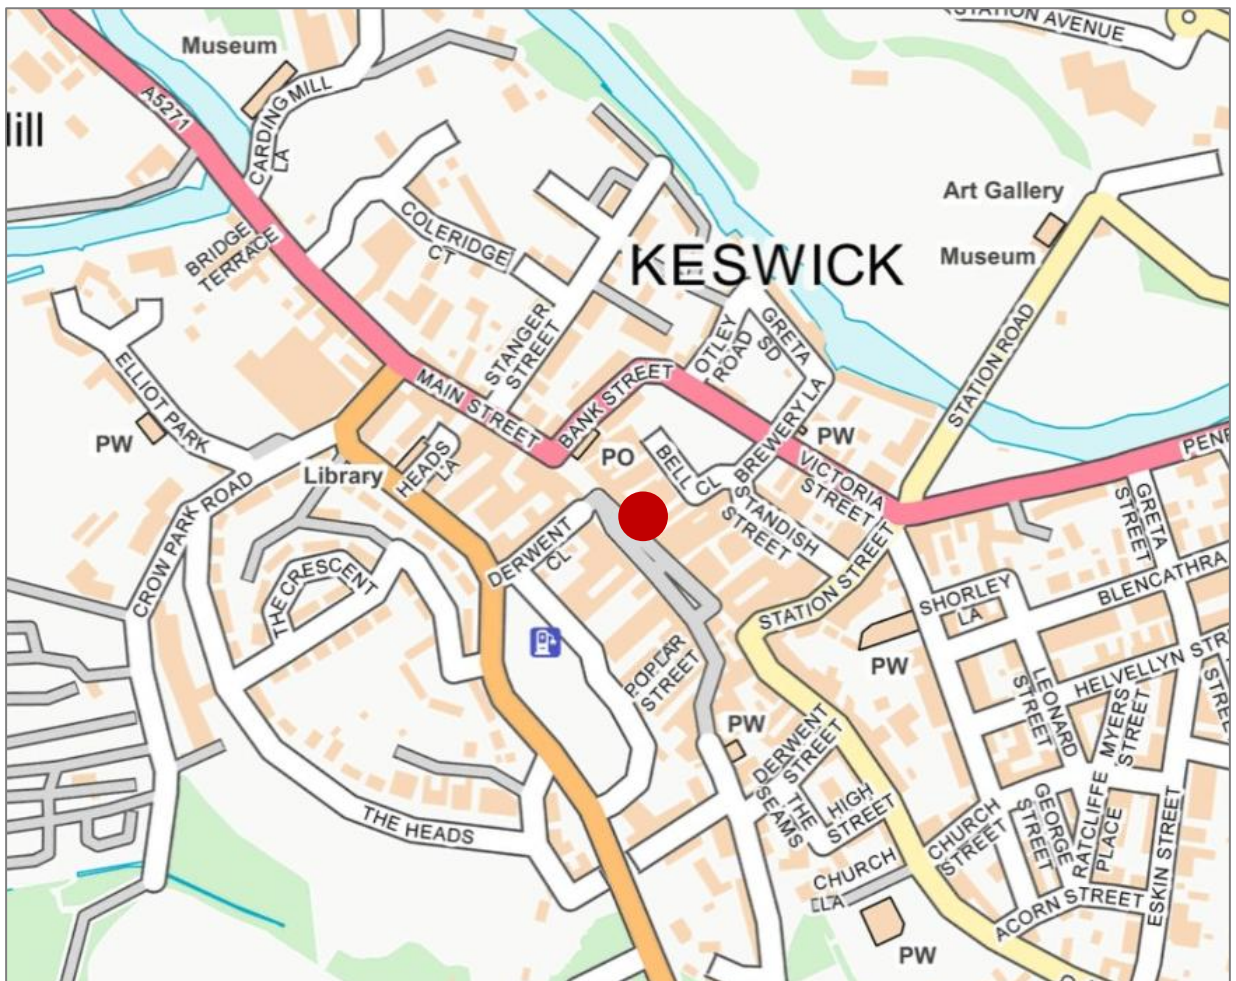 STATION AVENUE
Museum
A5271
CARDING MILL
LA
ill
Art Gallery
Museum
COLERIDGE
CT
BRIDGE
TERRACE
KESWICK
STANGER
STREET
OTLEY
ROAD
GRETA
SD
STATION ROAD
ELLIOT PARK
MAIN STREET
BANK STREET
BREWERY LA
PW
PW
PO
BELL CL
VICTORIA
STREET
PENR
Library
HEADS
LA
CROW PARK ROAD
STANDISH
STREET
GRETA
STREET
DERWENT
CL
THE CRESCENT
STATION STREET
SHORLEY
LA
BLENCATHRA
POPLAR
STREET
PW
HELVELLYN STR
LEONARD
STREET
MYERS
STREET
STREE
PW
DERWENT
STREET
THE
SEAMS
HIGH
STREET
THE HEADS
CHURCH
STREET
GEORGE
STREET
RATCLIFFE
PLACE
ESKIN STREET
CHURCH
LA
ACORN STREET
PW